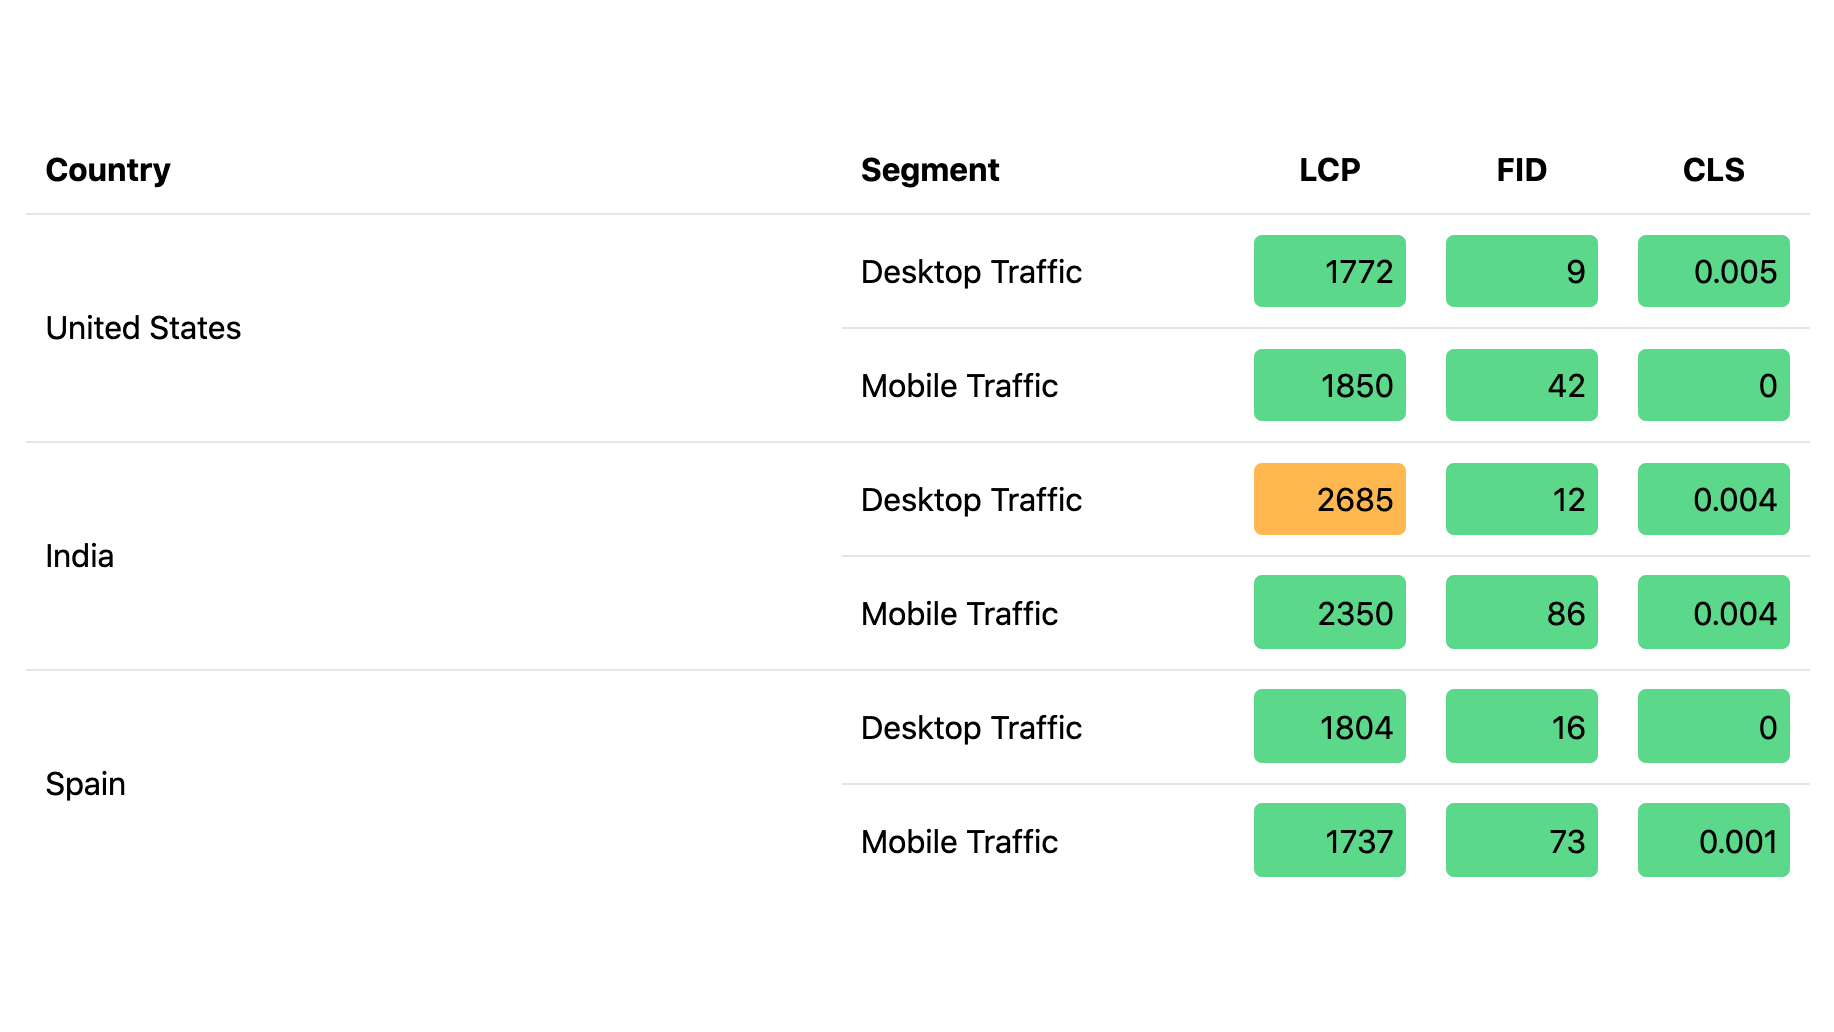 Country Segment LCP FID CLS
United States
Desktop Traffic 1772 9 0.005
Mobile Traffic 1850 42 0
India
Desktop Traffic 2685 12 0.004
Mobile Traffic 2350 86 0.004
Spain
Desktop Traffic 1804 16 0
Mobile Traffic 1737 73 0.001